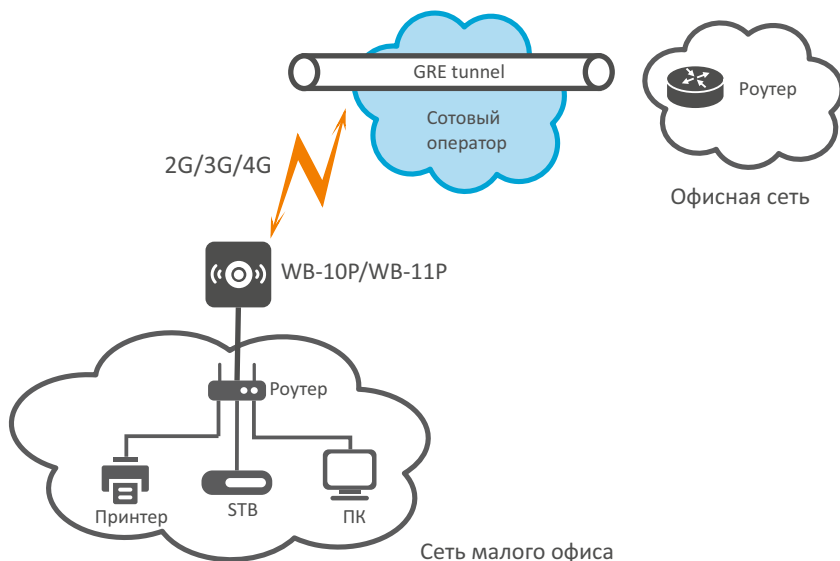 GRE tunnel
Сотовый
оператор
Роутер
Офисная сеть
2G/3G/4G
WB-10P/WB-11P
Роутер
Принтер
STB
ПК
Сеть малого офиса